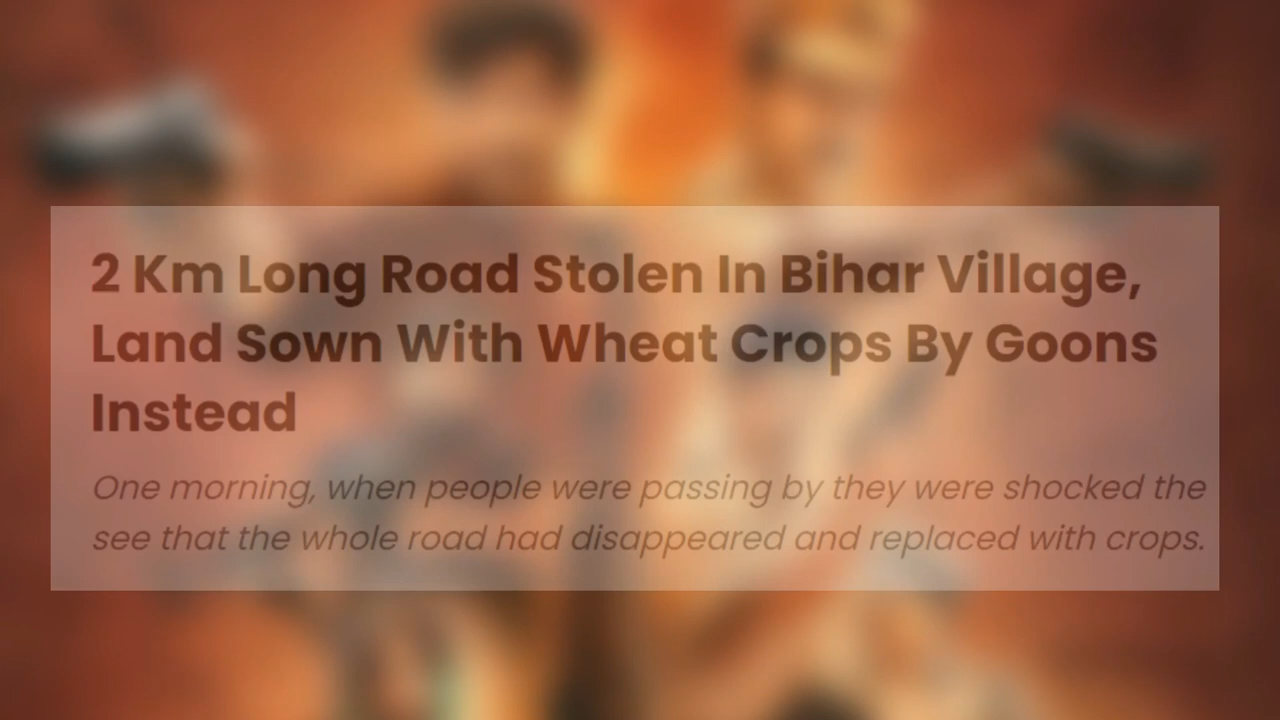 2 Km Long Road Stolen In Bihar Village,
Land Sown With Wheat Crops By Goons
Instead
One morning, when people were passing by they were shocked the
see that the whole road had disappeared and replaced with crops.